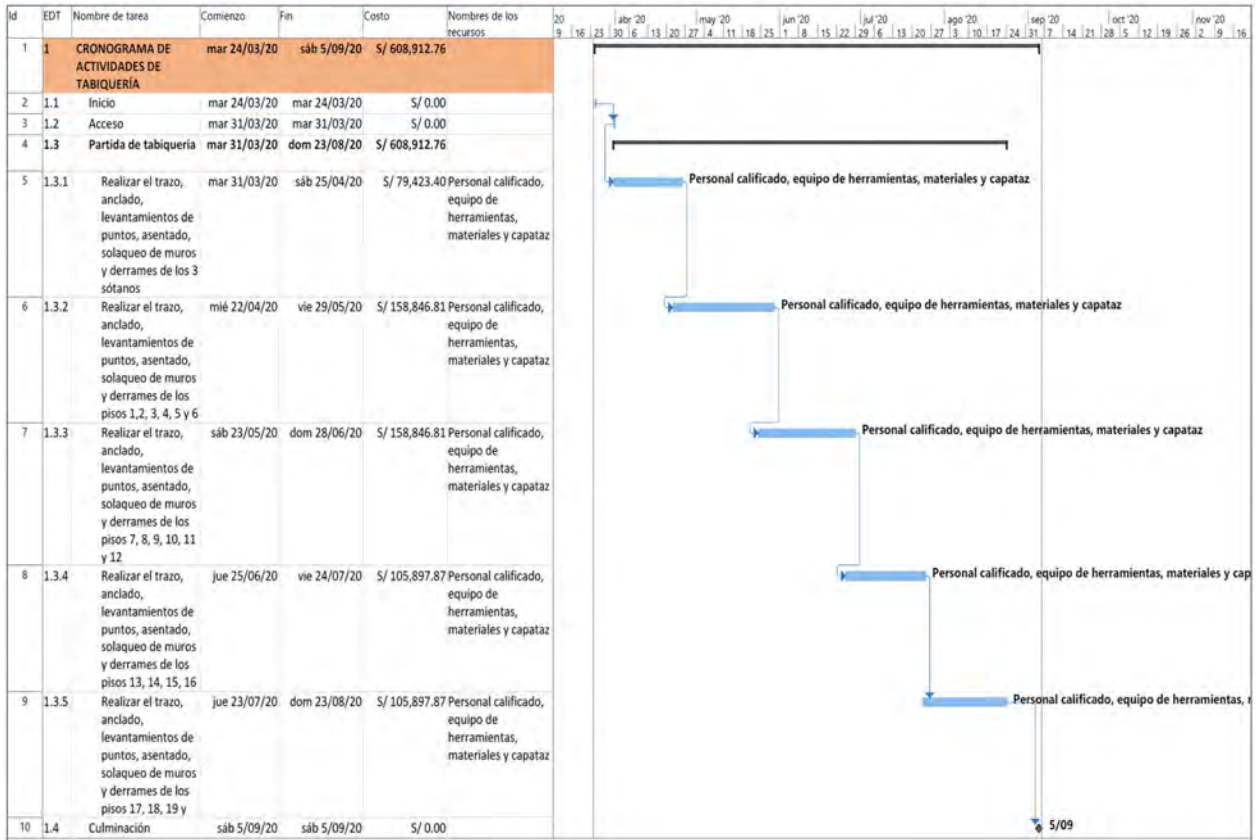 Id EDT Nombre de tarea Comienzo Fin Costo Nombres de los recursos
20 abr '20 may '20 jun '20 jul '20 ago '20 sep '20 oct '20 nov '20
9 16 23 30 6 13 20 27 4 11 18 25 1 8 15 22 29 6 13 20 27 3 10 17 24 31 7 14 21 28 5 12 19 26 2 9 16
1 1 CRONOGRAMA DE mar 24/03/20 sáb 5/09/20 S/ 608,912.76
ACTIVIDADES DE
TABIQUERÍA
2 1.1 Inicio mar 24/03/20 mar 24/03/20 S/ 0.00
3 1.2 Acceso mar 31/03/20 mar 31/03/20 S/ 0.00
4 1.3 Partida de tabiquería mar 31/03/20 dom 23/08/20 S/ 608,912.76
5 1.3.1 Realizar el trazo, mar 31/03/20 sáb 25/04/20 S/ 79,423.40 Personal calificado, Personal calificado, equipo de herramientas, materiales y capataz
anclado, equipo de
levantamientos de herramientas,
puntos, asentado, materiales y capataz
solaqueo de muros
y derrames de los 3
sótanos
6 1.3.2 Realizar el trazo, mié 22/04/20 vie 29/05/20 S/ 158,846.81 Personal calificado, Personal calificado, equipo de herramientas, materiales y capataz
anclado, equipo de
levantamientos de herramientas,
puntos, asentado, materiales y capataz
solaqueo de muros
y derrames de los
pisos 1,2, 3, 4, 5 y 6
7 1.3.3 Realizar el trazo, sáb 23/05/20 dom 28/06/20 S/ 158,846.81 Personal calificado, Personal calificado, equipo de herramientas, materiales y capataz
anclado, equipo de
levantamientos de herramientas,
puntos, asentado, materiales y capataz
solaqueo de muros
y derrames de los
pisos 7, 8, 9, 10, 11
y 12
8 1.3.4 Realizar el trazo, jue 25/06/20 vie 24/07/20 S/ 105,897.87 Personal calificado, Personal calificado, equipo de herramientas, materiales y cap
anclado, equipo de
levantamientos de herramientas,
puntos, asentado, materiales y capataz
solaqueo de muros
y derrames de los
pisos 13, 14, 15, 16
9 1.3.5 Realizar el trazo, jue 23/07/20 dom 23/08/20 S/ 105,897.87 Personal calificado, Personal calificado, equipo de herramientas,
anclado, equipo de
levantamientos de herramientas,
puntos, asentado, materiales y capataz
solaqueo de muros
y derrames de los
pisos 17, 18, 19 y
10 1.4 Culminación sáb 5/09/20 sáb 5/09/20 S/ 0.00 5/09